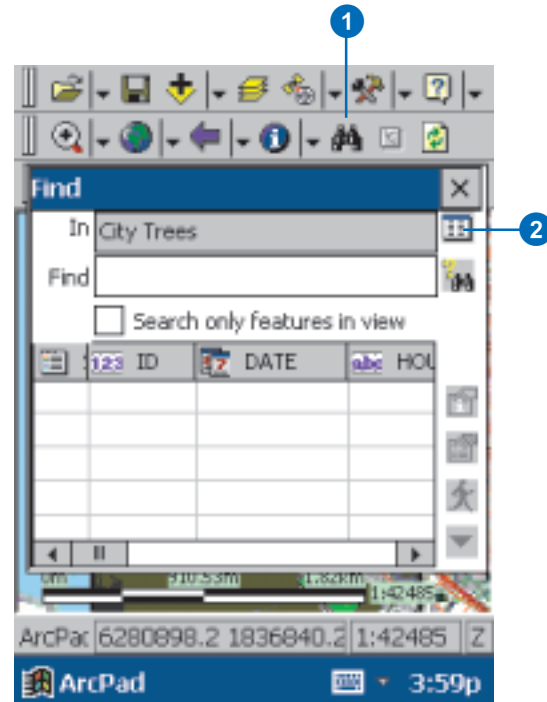 1
Find
In City Trees
2
Find
Search only features in view
123 ID
DATE
abc HOU
0m 910.53m 1.82km
1:42485
ArcPac 6280898.2 1836840.2 1:42485 Z
ArcPad 3:59p